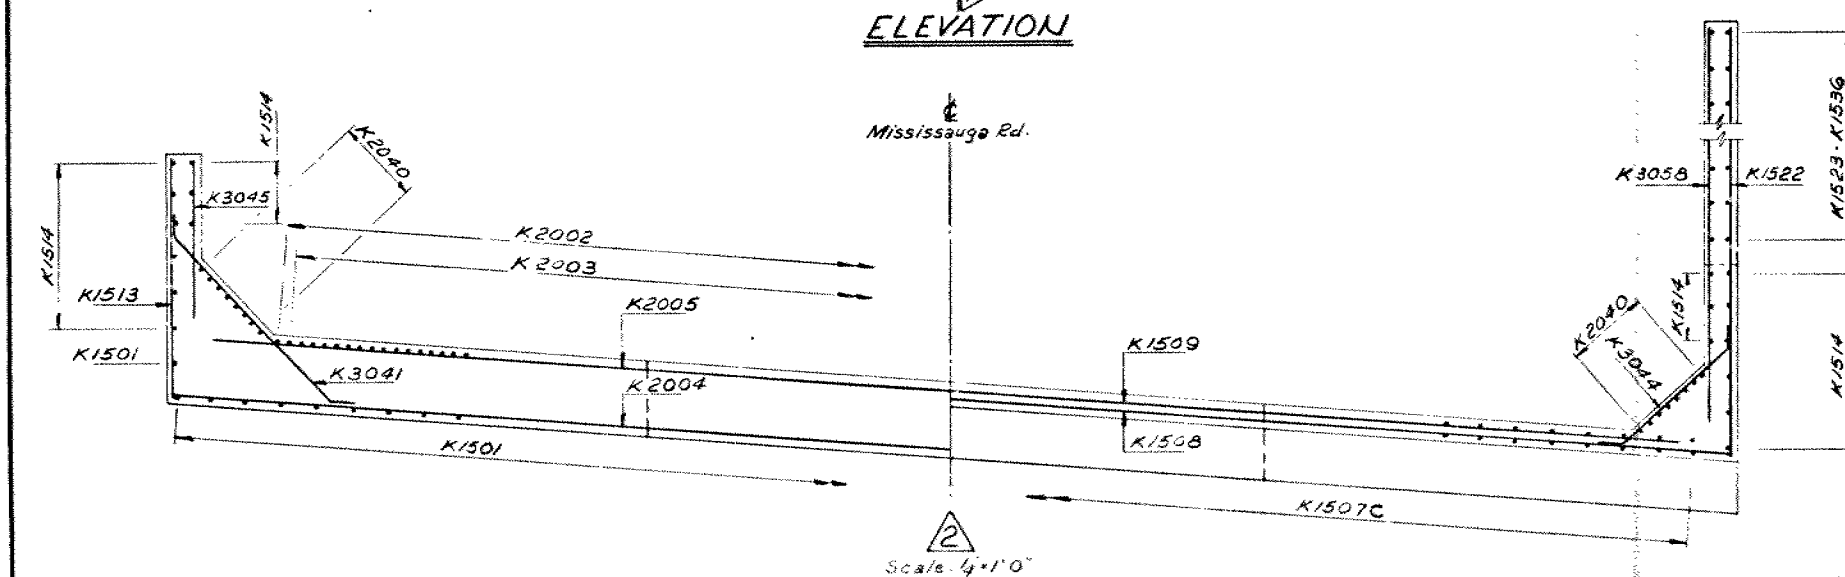 ELEVATION
K1514
K2040
℄
Mississauga Rd.
K1523-K1536
K3058
K1522
K3045
K1514
K2002
K2003
K1513
K2005
K1514
K2040
K1509
K1501
K3041
K2004
K3044
K1514
K1508
K1501
K1507C
2
Scale ¼"=1'0"